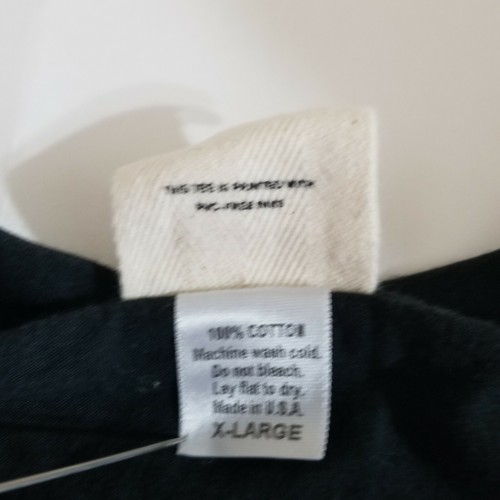 THIS TEE IS PRINTED WITH
PVC-FREE INKS
100% COTTON
Machine wash cold.
Do not bleach.
Lay flat to dry.
Made in U.S.A.
X-LARGE